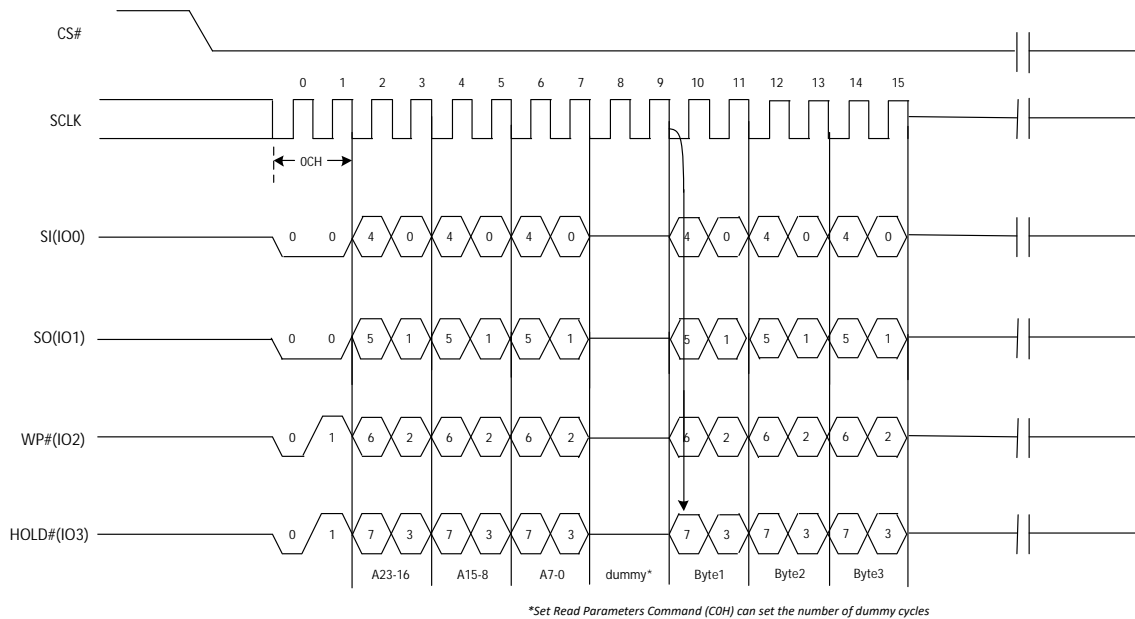 CS#
0 1 2 3 4 5 6 7 8 9 10 11 12 13 14 15
SCLK
0CH
SI(IO0) 0 0 4 0 4 0 4 0 4 0 4 0 4 0
SO(IO1) 0 0 5 1 5 1 5 1 5 1 5 1 5 1
WP#(IO2) 0 1 6 2 6 2 6 2 6 2 6 2 6 2
HOLD#(IO3) 0 1 7 3 7 3 7 3 7 3 7 3 7 3
A23-16 A15-8 A7-0 dummy* Byte1 Byte2 Byte3
*Set Read Parameters Command (C0H) can set the number of dummy cycles